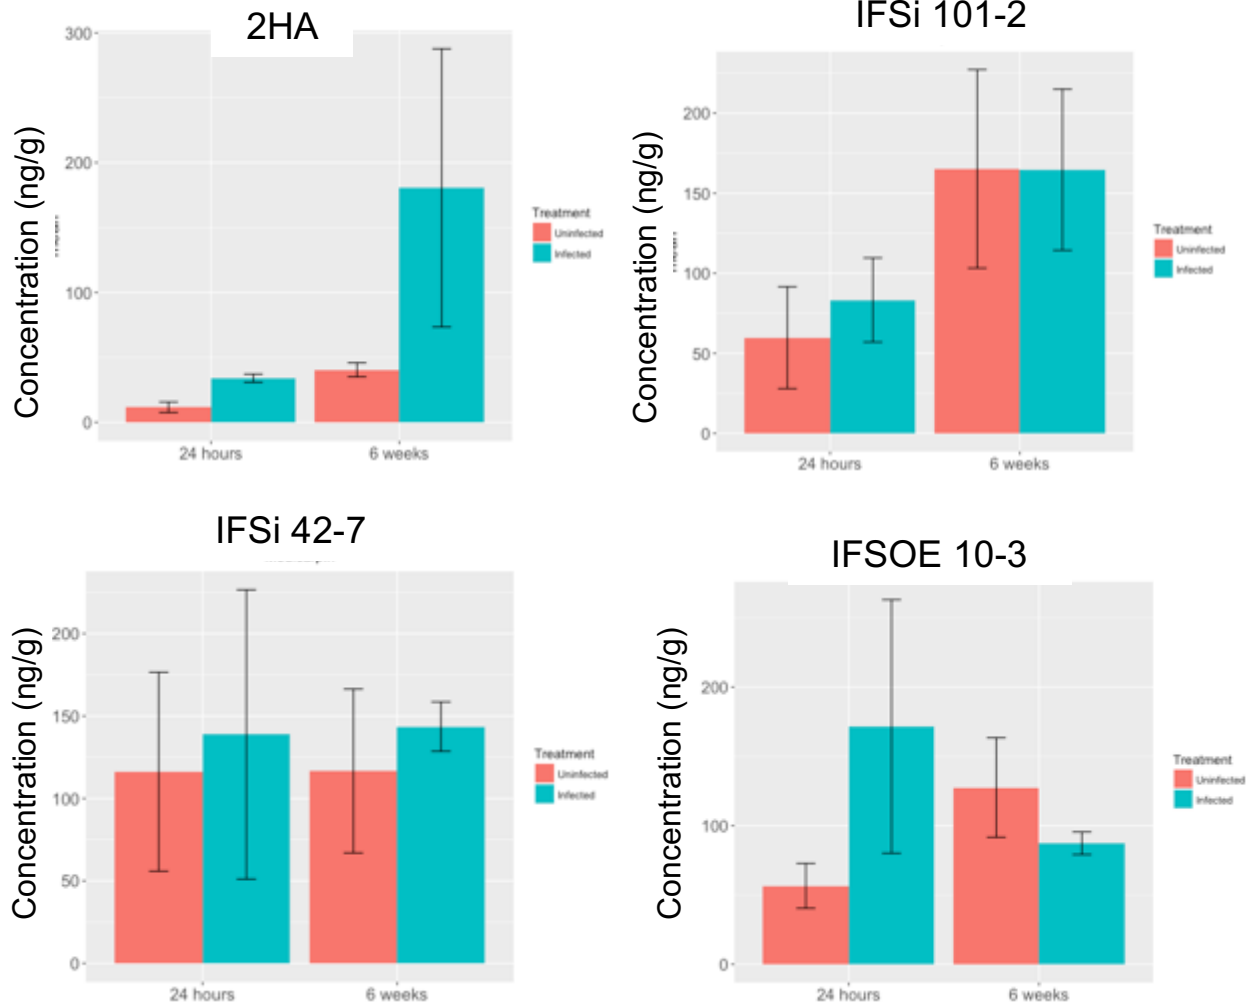 2HA
Concentration (ng/g)
300
200
100
0
24 hours
6 weeks
Treatment
Uninfected
Infected
IFSi 101-2
Concentration (ng/g)
200
150
100
50
0
24 hours
6 weeks
Treatment
Uninfected
Infected
IFSi 42-7
Concentration (ng/g)
200
150
100
50
0
24 hours
6 weeks
Treatment
Uninfected
Infected
IFSOE 10-3
Concentration (ng/g)
200
100
0
24 hours
6 weeks
Treatment
Uninfected
Infected